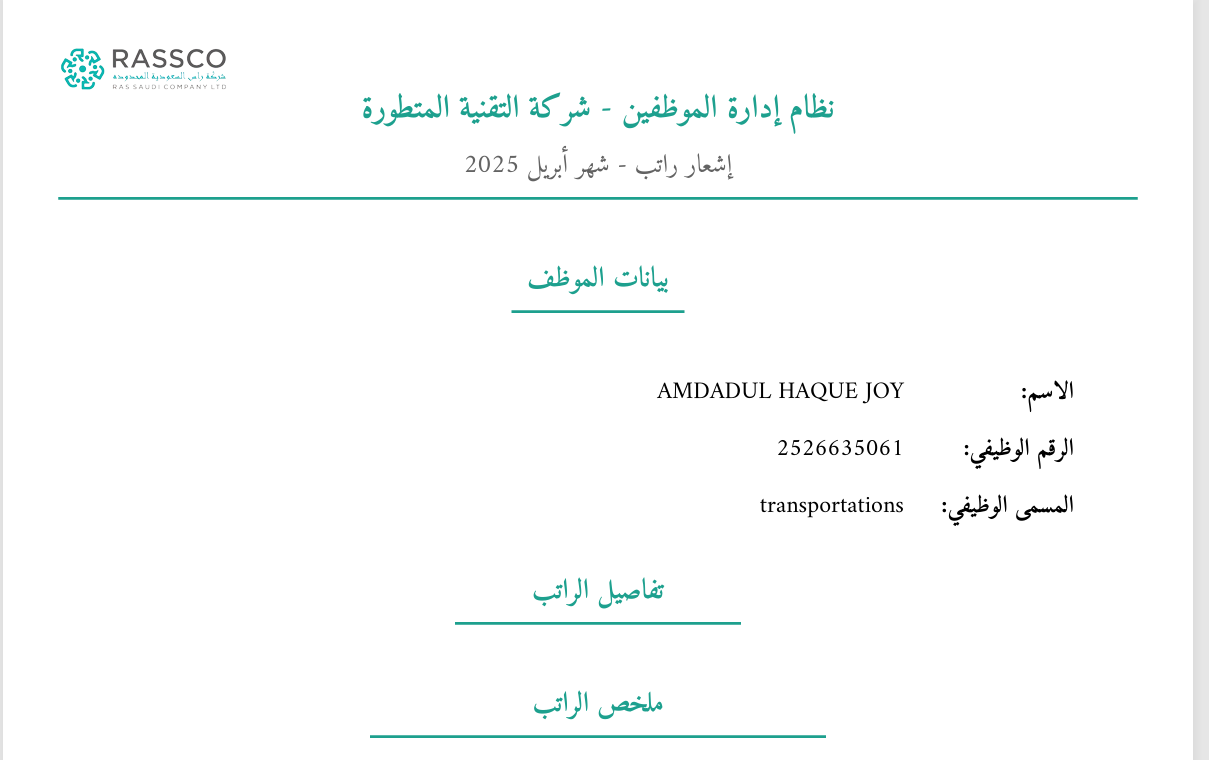 RASSCO
شركة راس السعودية المحدودة
RAS SAUDI COMPANY LTD
نظام إدارة الموظفين - شركة التقنية المتطورة
إشعار راتب - شهر أبريل 2025
بيانات الموظف
الاسم: AMDADUL HAQUE JOY
الرقم الوظيفي: 2526635061
المسمى الوظيفي: transportations
تفاصيل الراتب
ملخص الراتب